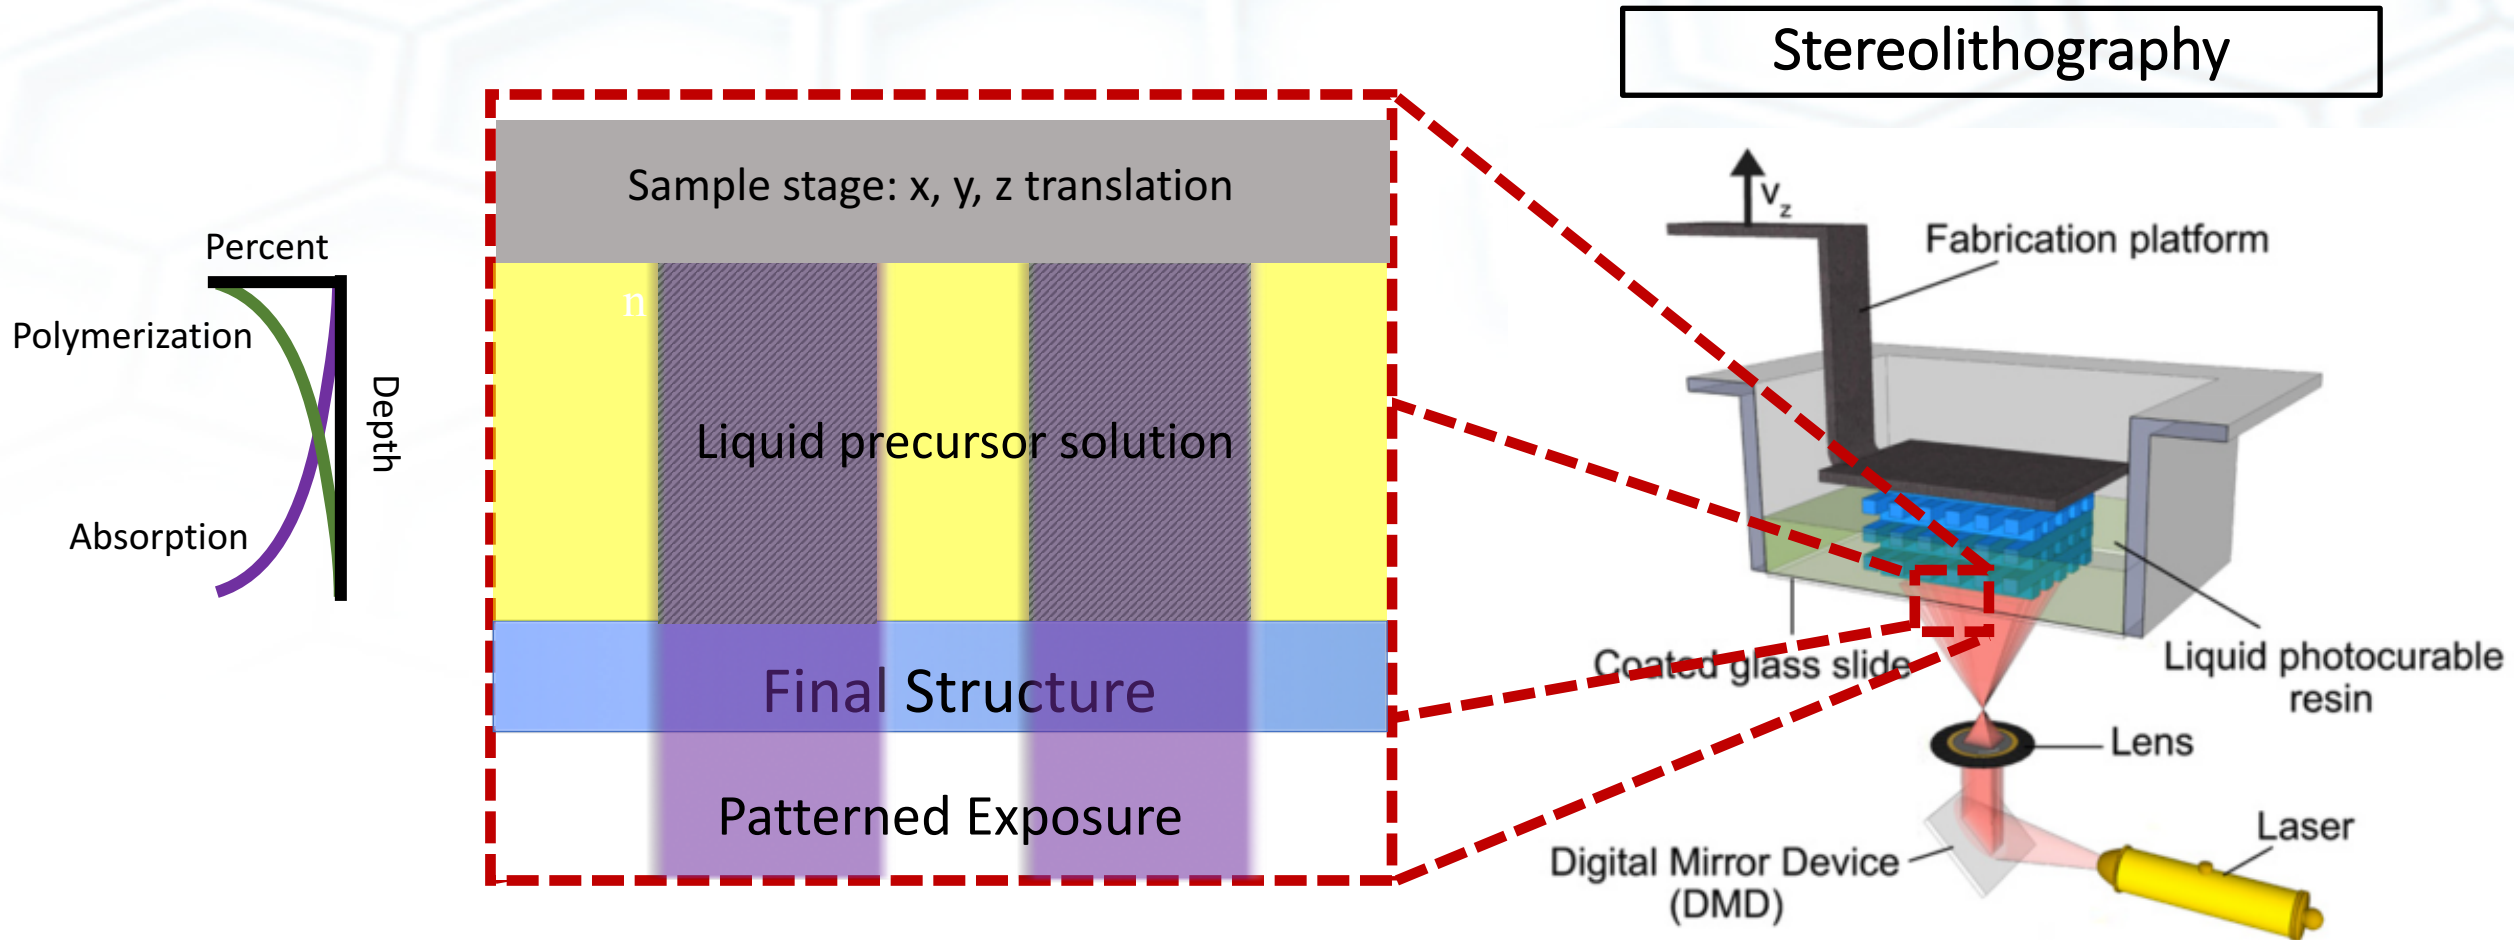 Stereolithography
Sample stage: x, y, z translation
Percent
n
Polymerization
Depth
Liquid precursor solution
Absorption
Final Structure
Patterned Exposure
Vz
Fabrication platform
Coated glass slide
Liquid photocurable
resin
Lens
Laser
Digital Mirror Device
(DMD)